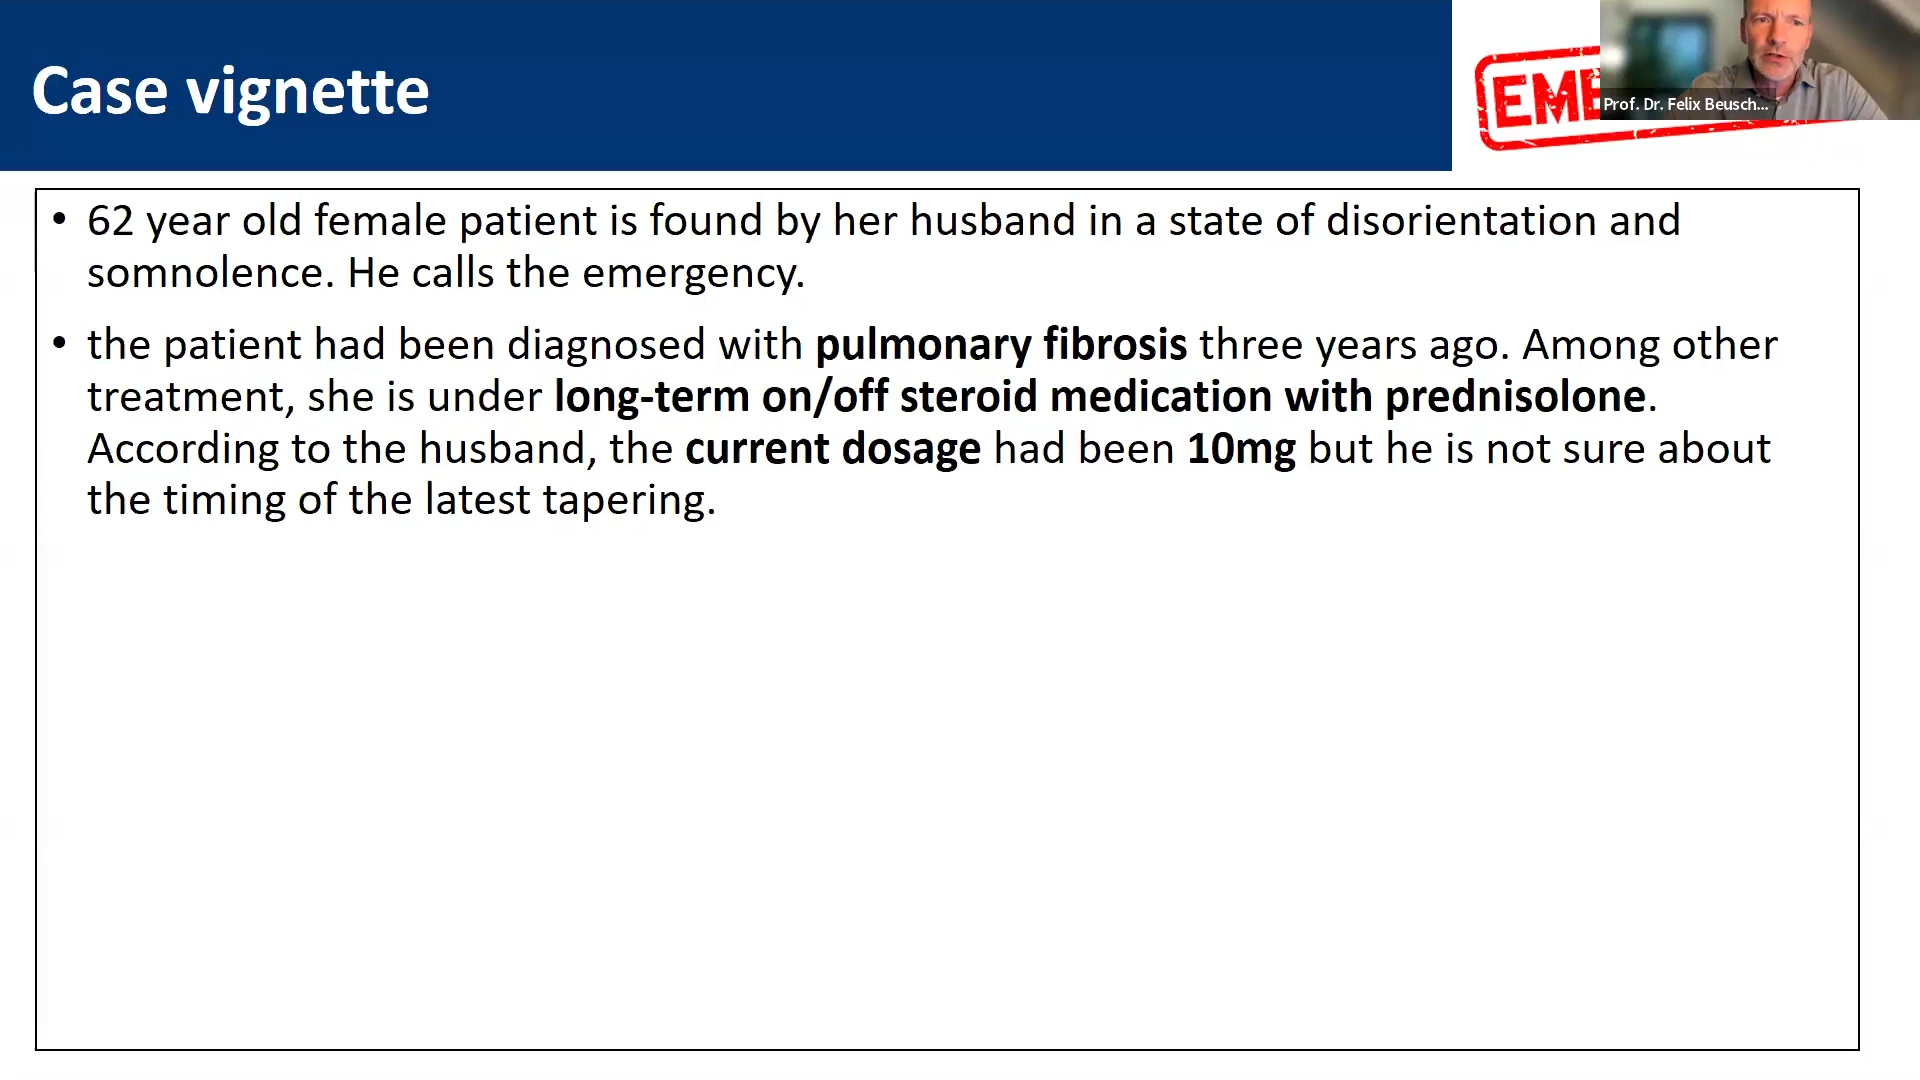 Case vignette
EME
Prof. Dr. Felix Beusch...
• 62 year old female patient is found by her husband in a state of disorientation and
somnolence. He calls the emergency.
• the patient had been diagnosed with pulmonary fibrosis three years ago. Among other
treatment, she is under long-term on/off steroid medication with prednisolone.
According to the husband, the current dosage had been 10mg but he is not sure about
the timing of the latest tapering.